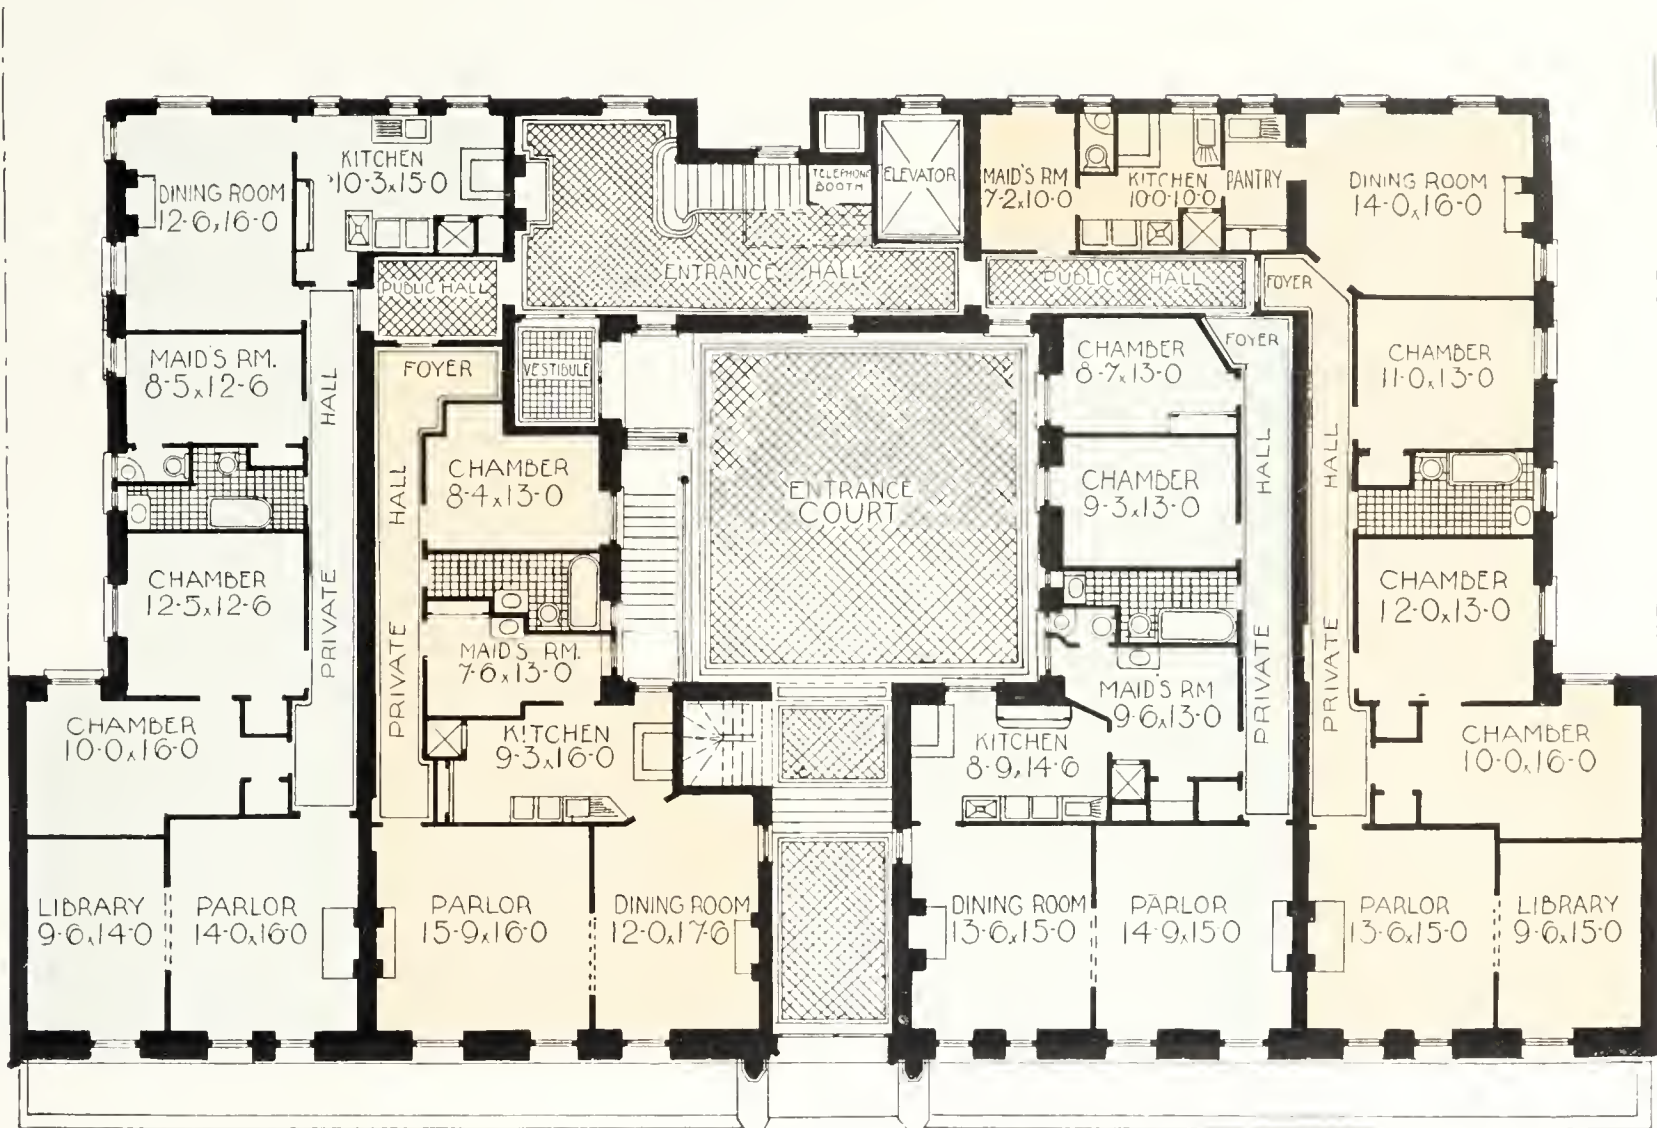 DINING ROOM
12-6x16-0
KITCHEN
10-3x15-0
PUBLIC HALL
ENTRANCE HALL
TELEPHONE
BOOTH
ELEVATOR
MAID'S RM
7-2x10-0
KITCHEN
10-0-10-0
PANTRY
DINING ROOM
14-0x16-0
PUBLIC HALL
FOYER
MAID'S RM.
8-5x12-6
PRIVATE HALL
FOYER
VESTIBULE
CHAMBER
8-7x13-0
FOYER
CHAMBER
11-0x13-0
CHAMBER
8-4x13-0
PRIVATE HALL
ENTRANCE
COURT
CHAMBER
9-3x13-0
PRIVATE HALL
PRIVATE HALL
CHAMBER
12-5x12-6
MAID'S RM.
7-6x13-0
CHAMBER
12-0x13-0
CHAMBER
10-0x16-0
KITCHEN
9-3x16-0
KITCHEN
8-9x14-6
MAID'S RM
9-6x13-0
CHAMBER
10-0x16-0
LIBRARY
9-6x14-0
PARLOR
14-0x16-0
PARLOR
15-9x16-0
DINING ROOM
12-0x17-6
DINING ROOM
13-6x15-0
PARLOR
14-9x15-0
PARLOR
13-6x15-0
LIBRARY
9-6x15-0